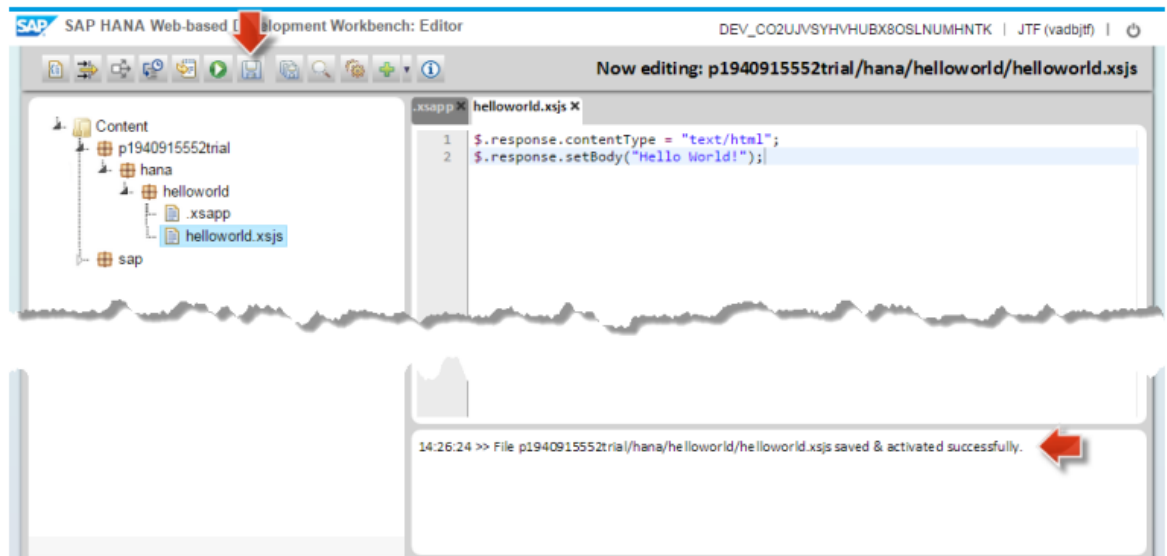 SAP SAP HANA Web-based D elopment Workbench: Editor DEV_CO2UJVSYHVHUBX8OSLNUMHNTK | JTF (vadbjtf) |
Now editing: p1940915552trial/hana/helloworld/helloworld.xsjs
.xsapp helloworld.xsjs
Content
p1940915552trial
hana
helloworld
.xsapp
helloworld.xsjs
sap
1 $.response.contentType = "text/html";
2 $.response.setBody("Hello World!");
14:26:24 >> File p1940915552trial/hana/helloworld/helloworld.xsjs saved & activated successfully.